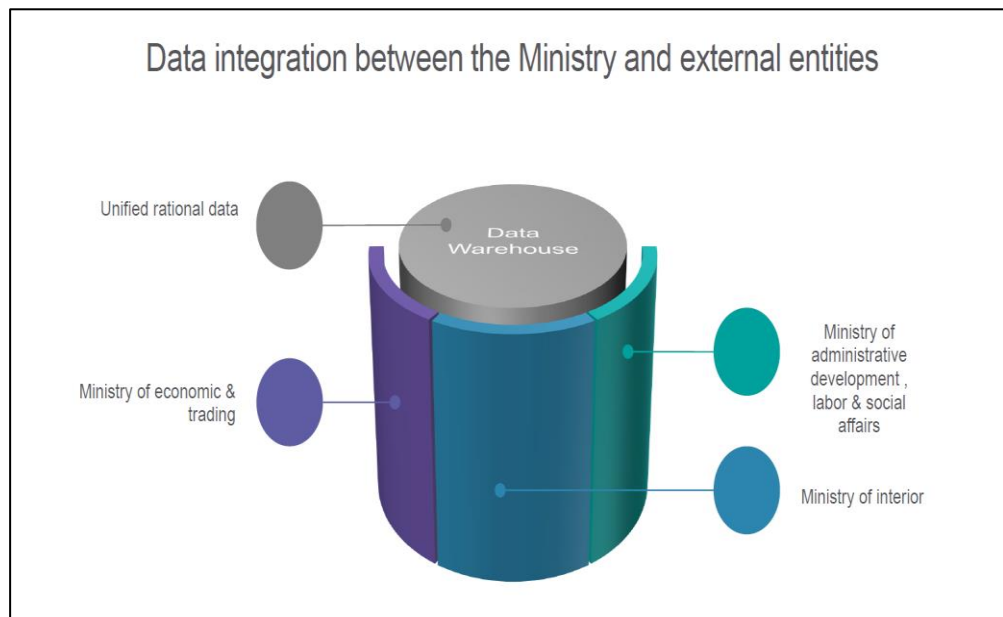 Data integration between the Ministry and external entities
Unified rational data
Data
Warehouse
Ministry of economic &
trading
Ministry of
administrative
development ,
labor & social
affairs
Ministry of interior